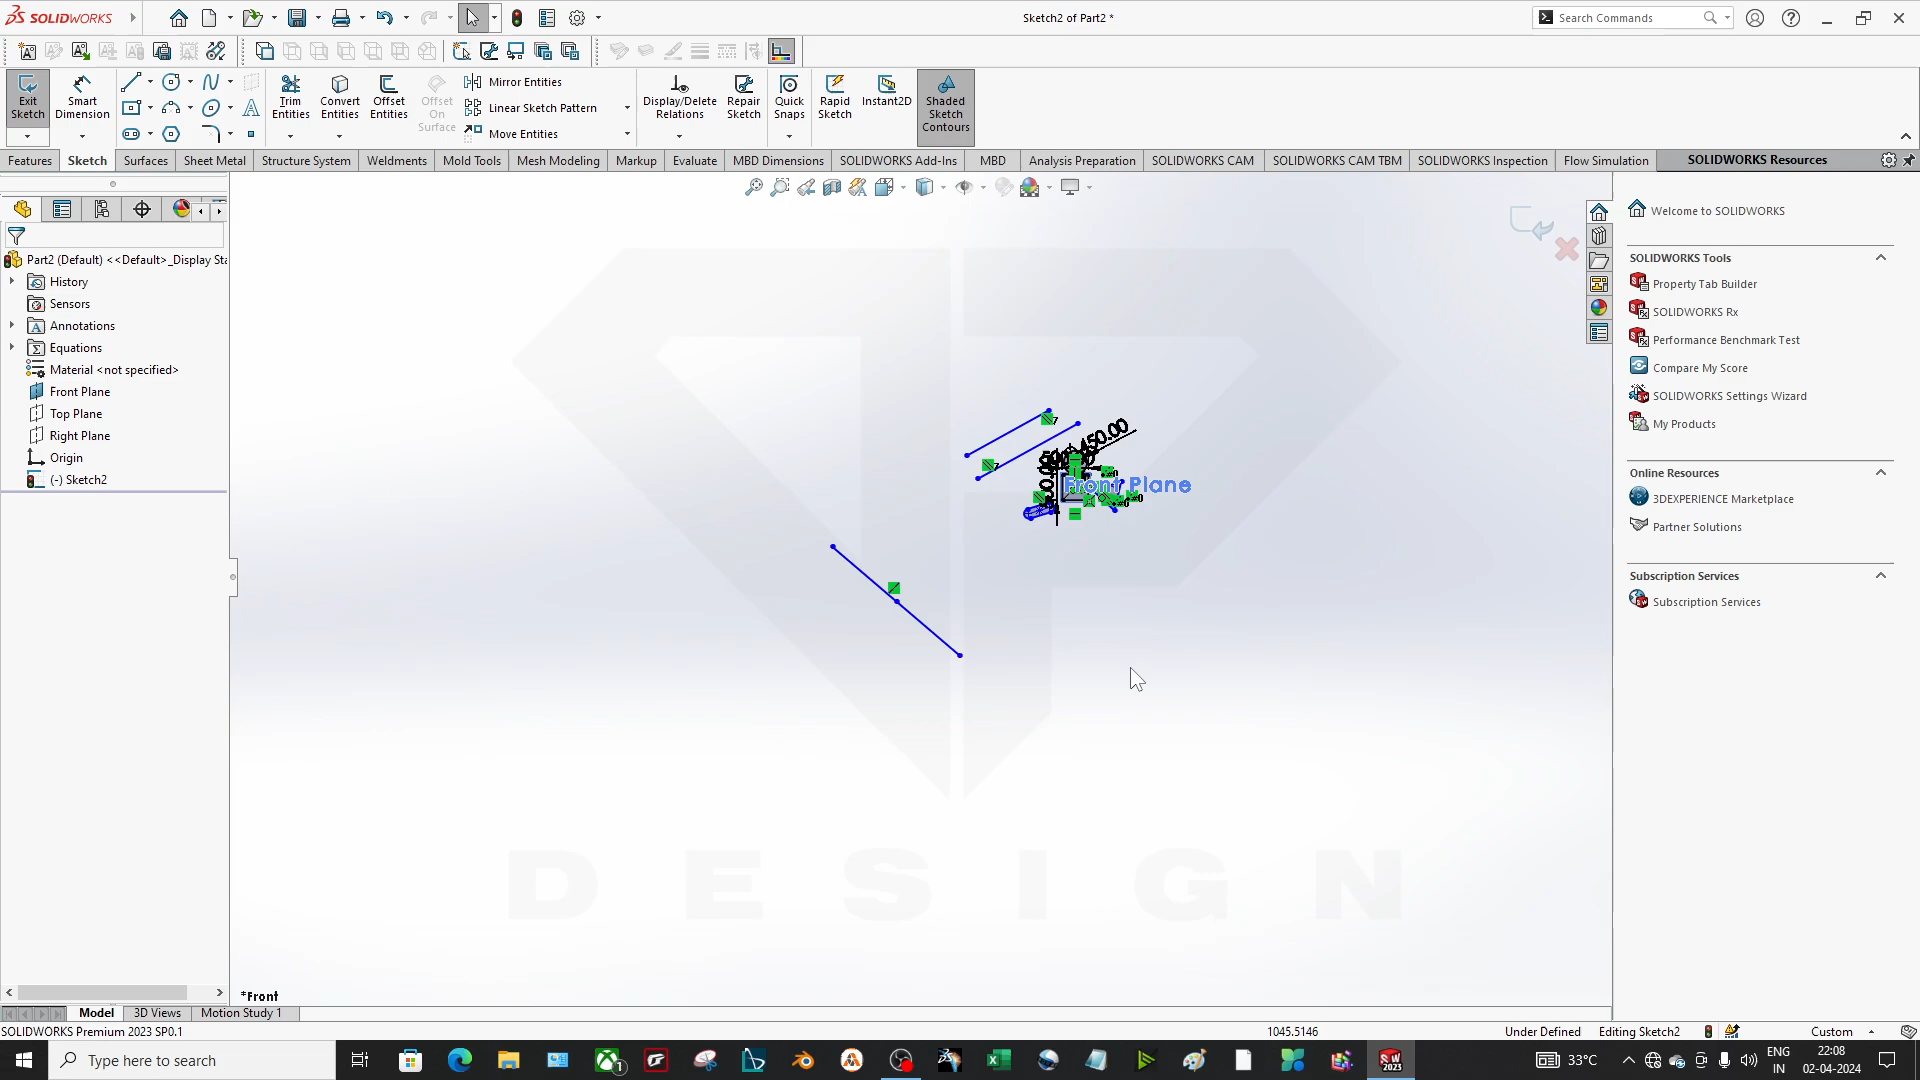 SOLIDWORKS
Sketch2 of Part2 *
Search Commands
Exit Sketch
Smart Dimension
Trim Entities
Convert Entities
Offset Entities
Offset On Surface
Mirror Entities
Linear Sketch Pattern
Move Entities
Display/Delete Relations
Repair Sketch
Quick Snaps
Rapid Sketch
Instant2D
Shaded Sketch Contours
Features
Sketch
Surfaces
Sheet Metal
Structure System
Weldments
Mold Tools
Mesh Modeling
Markup
Evaluate
MBD Dimensions
SOLIDWORKS Add-Ins
MBD
Analysis Preparation
SOLIDWORKS CAM
SOLIDWORKS CAM TBM
SOLIDWORKS Inspection
Flow Simulation
SOLIDWORKS Resources
Part2 (Default) <<Default>_Display Sta
History
Sensors
Annotations
Equations
Material <not specified>
Front Plane
Top Plane
Right Plane
Origin
(-) Sketch2
450.00
Front Plane
DESIGN
*Front
Welcome to SOLIDWORKS
SOLIDWORKS Tools
Property Tab Builder
SOLIDWORKS Rx
Performance Benchmark Test
Compare My Score
SOLIDWORKS Settings Wizard
My Products
Online Resources
3DEXPERIENCE Marketplace
Partner Solutions
Subscription Services
Subscription Services
Model
3D Views
Motion Study 1
SOLIDWORKS Premium 2023 SP0.1
1045.5146
Under Defined
Editing Sketch2
Custom
Type here to search
33°C
ENG
IN
22:08
02-04-2024